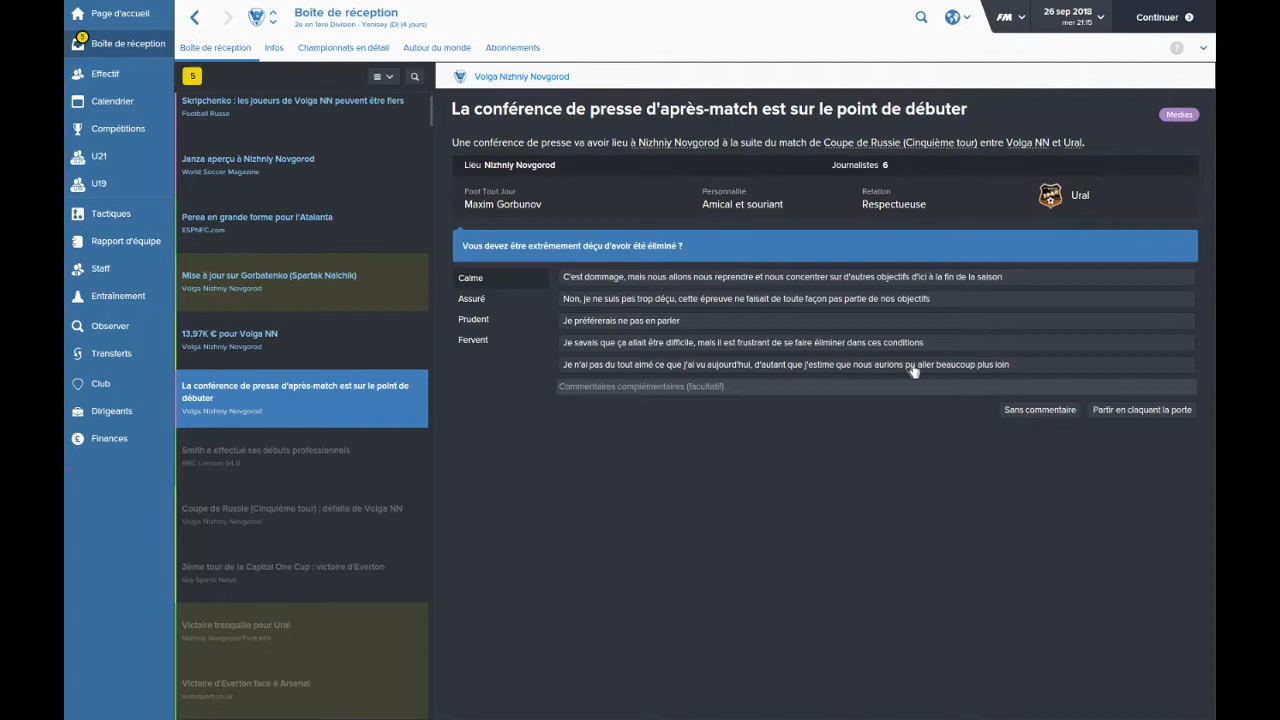 Page d'accueil
5
Boîte de réception
Effectif
Calendrier
Compétitions
U21
U19
Tactiques
Rapport d'équipe
Staff
Entraînement
Observer
Transferts
Club
Dirigeants
Finances
Boîte de réception
2e en 1ère Division - Yenisey (D) (4 jours)
FM
26 sep 2018
mer 21:15
Continuer
Boîte de réception
Infos
Championnats en détail
Autour du monde
Abonnements
?
5
Skripchenko : les joueurs de Volga NN peuvent être fiers
Football Russe
Janza aperçu à Nizhniy Novgorod
World Soccer Magazine
Perea en grande forme pour l'Atalanta
ESPNFC.com
Mise à jour sur Gorbatenko (Spartak Nalchik)
Volga Nizhniy Novgorod
13,97K € pour Volga NN
Volga Nizhniy Novgorod
La conférence de presse d'après-match est sur le point de
débuter
Volga Nizhniy Novgorod
Smith a effectué ses débuts professionnels
BBC London 94.9
Coupe de Russie (Cinquième tour) : défaite de Volga NN
Volga Nizhniy Novgorod
3ème tour de la Capital One Cup : victoire d'Everton
Sky Sports News
Victoire tranquille pour Ural
Nizhniy Novgorod Foot.info
Victoire d'Everton face à Arsenal
eurosport.co.uk
Volga Nizhniy Novgorod
La conférence de presse d'après-match est sur le point de débuter
Médias
Une conférence de presse va avoir lieu à Nizhniy Novgorod à la suite du match de Coupe de Russie (Cinquième tour) entre Volga NN et Ural.
Lieu Nizhniy Novgorod
Journalistes 6
Foot Tout Jour
Maxim Gorbunov
Personnalité
Amical et souriant
Relation
Respectueuse
Ural
Vous devez être extrêmement déçu d'avoir été éliminé ?
Calme
Assuré
Prudent
Fervent
C'est dommage, mais nous allons nous reprendre et nous concentrer sur d'autres objectifs d'ici à la fin de la saison
Non, je ne suis pas trop déçu, cette épreuve ne faisait de toute façon pas partie de nos objectifs
Je préférerais ne pas en parler
Je savais que ça allait être difficile, mais il est frustrant de se faire éliminer dans ces conditions
Je n'ai pas du tout aimé ce que j'ai vu aujourd'hui, d'autant que j'estime que nous aurions pu aller beaucoup plus loin
Commentaires complémentaires (facultatif)
Sans commentaire
Partir en claquant la porte